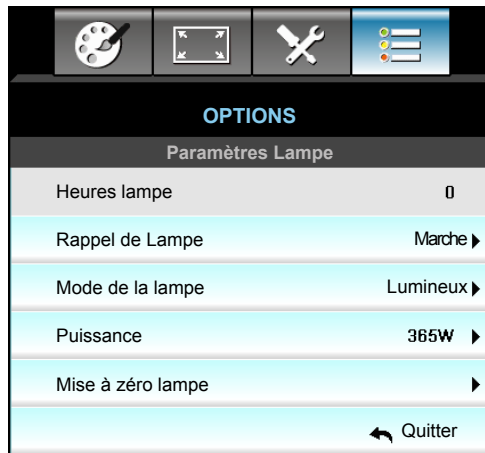 OPTIONS
Paramètres Lampe
Heures lampe 0
Rappel de Lampe Marche
Mode de la lampe Lumineux
Puissance 365W
Mise à zéro lampe
Quitter